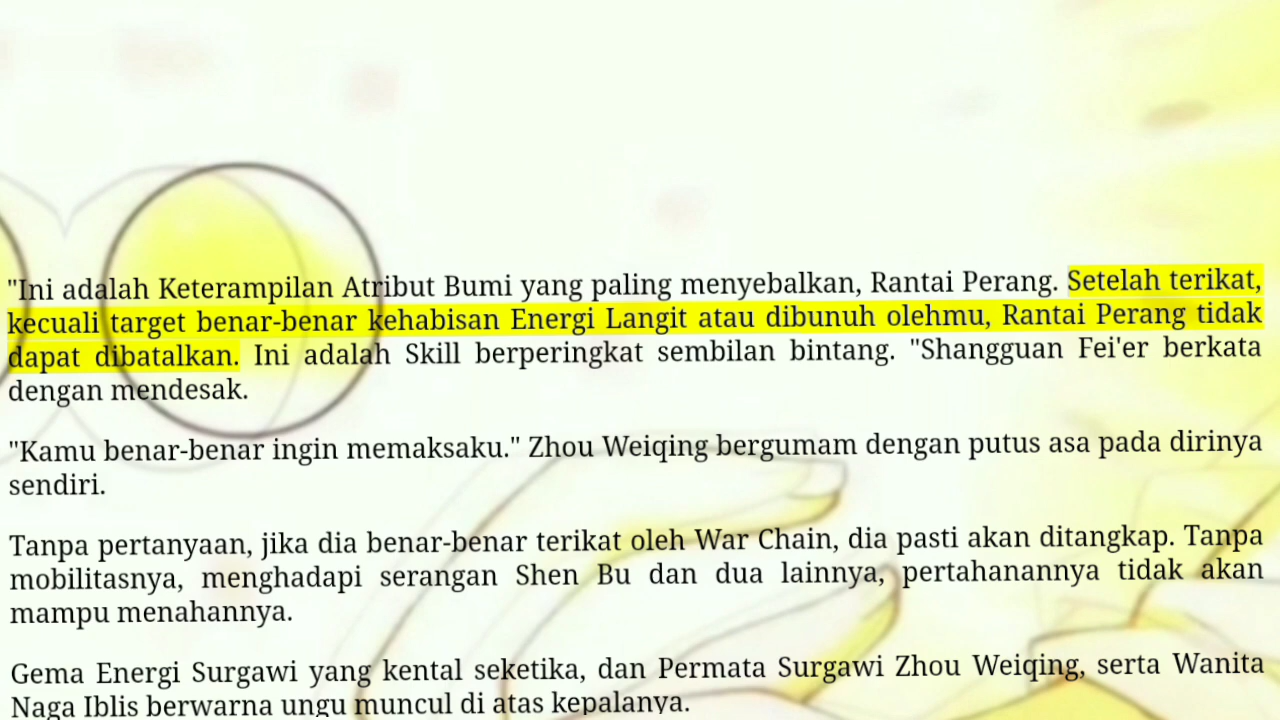 "Ini adalah Keterampilan Atribut Bumi yang paling menyebalkan, Rantai Perang. Setelah terikat,
kecuali target benar-benar kehabisan Energi Langit atau dibunuh olehmu, Rantai Perang tidak
dapat dibatalkan. Ini adalah Skill berperingkat sembilan bintang. "Shangguan Fei'er berkata
dengan mendesak.
"Kamu benar-benar ingin memaksaku." Zhou Weiqing bergumam dengan putus asa pada dirinya
sendiri.
Tanpa pertanyaan, jika dia benar-benar terikat oleh War Chain, dia pasti akan ditangkap. Tanpa
mobilitasnya, menghadapi serangan Shen Bu dan dua lainnya, pertahanannya tidak akan
mampu menahannya.
Gema Energi Surgawi yang kental seketika, dan Permata Surgawi Zhou Weiqing, serta Wanita
Naga Iblis berwarna ungu muncul di atas kepalanya.